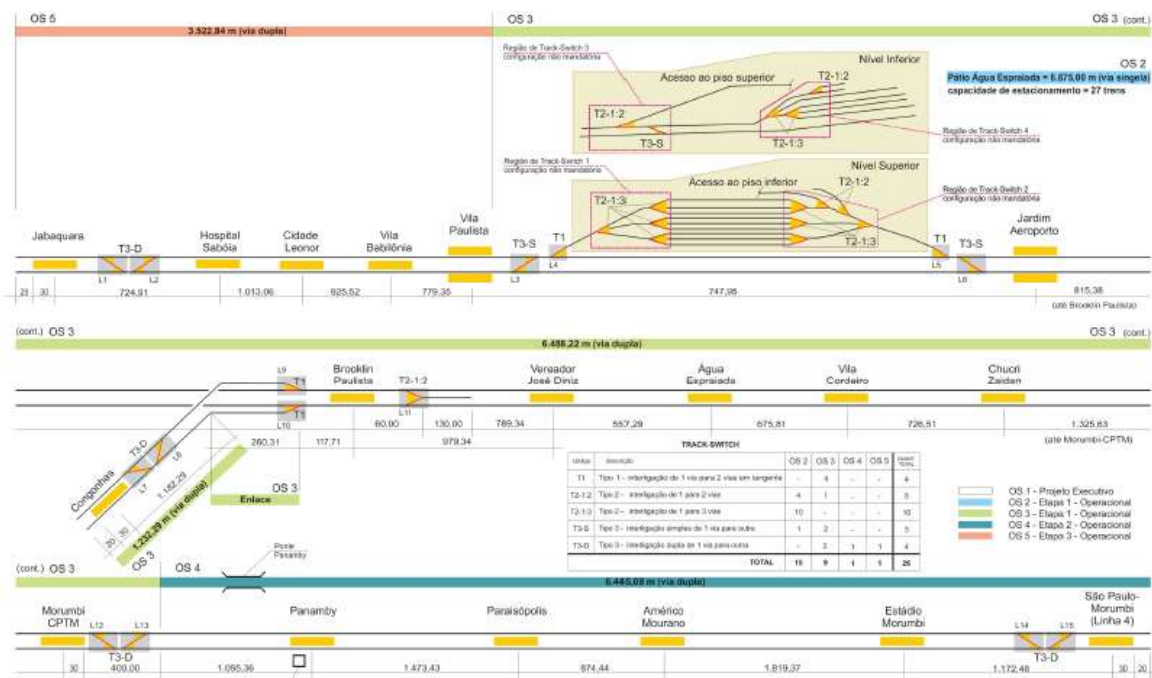 OS 5
OS 3
OS 3 (cont.)
3.522,84 m (via dupla)
Região de Track-Switch 3
configuração não mandatória
Nível Inferior
Acesso ao piso superior
T2-1:2
OS 2
Pátio Água Espraiada = 6.875,00 m (via singela)
capacidade de estacionamento = 27 trens
T2-1:2
T3-S
T2-1:3
Região de Track-Switch 4
configuração não mandatória
Região de Track-Switch 1
configuração não mandatória
Nível Superior
Acesso ao piso inferior
T2-1:2
Região de Track-Switch 2
configuração não mandatória
T2-1:3
T2-1:3
Jabaquara
T3-D
Hospital
Sabóia
Cidade
Leonor
Vila
Babilônia
Vila
Paulista
T3-S
T1
T1
T3-S
Jardim
Aeroporto
L1
L2
L3
L4
L5
L6
30
724,91
1.013,06
825,52
779,35
747,95
815,38
(até Brooklin Paulista)
(cont.) OS 3
OS 3 (cont.)
6.488,22 m (via dupla)
L9
T1
Brooklin
Paulista
T2-1:2
Vereador
José Diniz
Água
Espraiada
Vila
Cordeiro
Chucri
Zaidan
T1
L10
L11
60,00
130,00
789,34
557,29
675,81
726,51
1.325,63
260,31
117,71
979,34
(até Morumbi-CPTM)
T3-D
L8
L7
Congonhas
1.182,29
1.232,29 m (via dupla)
20
30
OS 3
OS 3
Enlace
TRACK-SWITCH
código
descrição
OS 2
OS 3
OS 4
OS 5
QUANT
TOTAL
T1 Tipo 1 - interligação de 1 via para 2 vias em tangente - 4 - - 4
T2-1:2 Tipo 2 - interligação de 1 para 2 vias 4 1 - - 5
T2-1:3 Tipo 2 - interligação de 1 para 3 vias 10 - - - 10
T3-S Tipo 3 - interligação simples de 1 via para outra 1 2 - - 3
T3-D Tipo 3 - interligação dupla de 1 via para outra - 2 1 1 4
TOTAL 15 9 1 1 26
OS 1 - Projeto Executivo
OS 2 - Etapa 1 - Operacional
OS 3 - Etapa 1 - Operacional
OS 4 - Etapa 2 - Operacional
OS 5 - Etapa 3 - Operacional
Ponte
Panamby
(cont.) OS 3
OS 4
6.445,08 m (via dupla)
Morumbi
CPTM
L12
L13
Panamby
Paraisópolis
Américo
Mourano
Estádio
Morumbi
L14
L15
São Paulo-
Morumbi
(Linha 4)
T3-D
T3-D
30
400,00
1.065,36
1.473,43
874,44
1.819,37
1.172,48
30
20